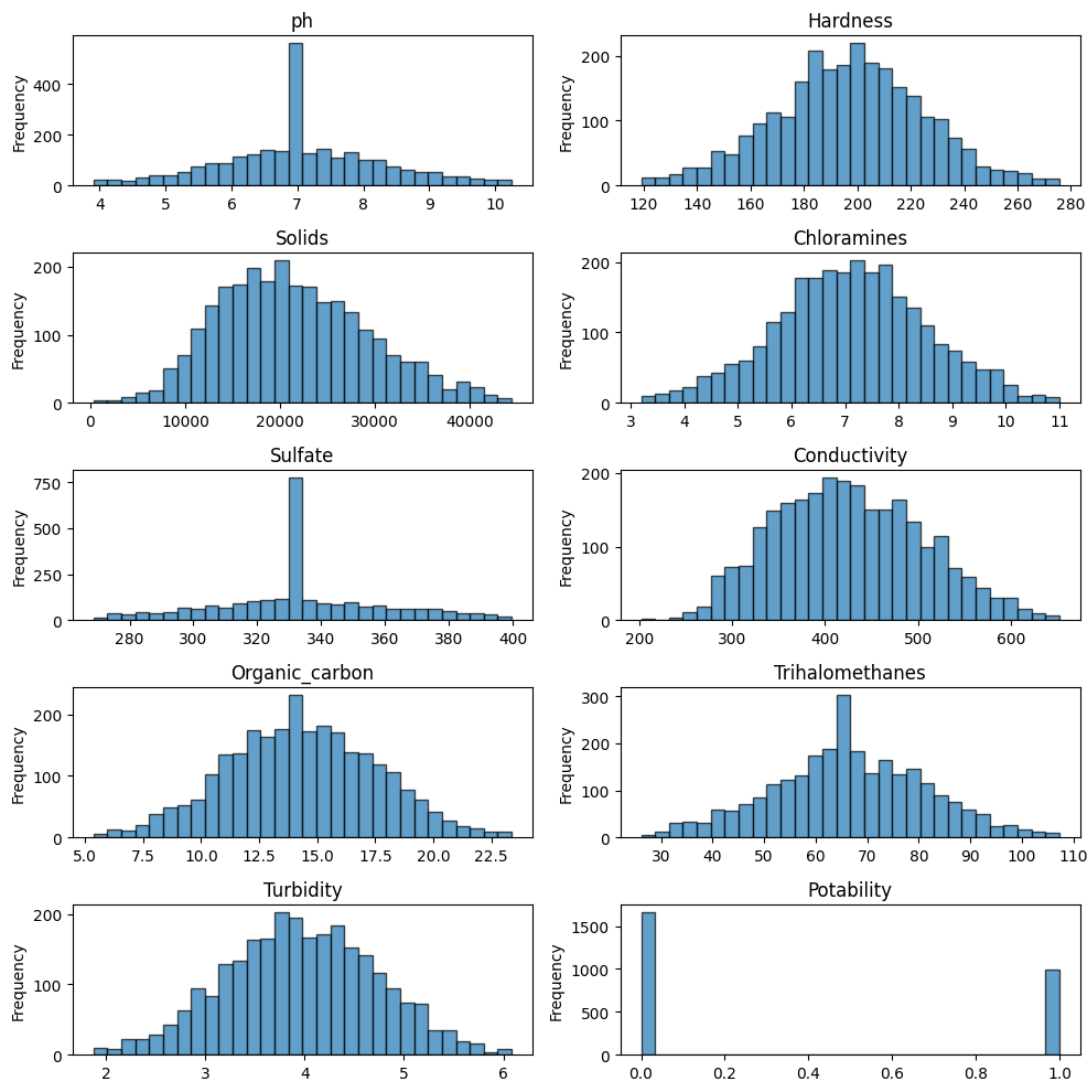 ph
Frequency
400
200
0
4 5 6 7 8 9 10
Hardness
Frequency
200
100
0
120 140 160 180 200 220 240 260 280
Solids
Frequency
200
100
0
0 10000 20000 30000 40000
Chloramines
Frequency
200
100
0
3 4 5 6 7 8 9 10 11
Sulfate
Frequency
750
500
250
0
280 300 320 340 360 380 400
Conductivity
Frequency
200
100
0
200 300 400 500 600
Organic_carbon
Frequency
200
100
0
5.0 7.5 10.0 12.5 15.0 17.5 20.0 22.5
Trihalomethanes
Frequency
300
200
100
0
30 40 50 60 70 80 90 100 110
Turbidity
Frequency
200
100
0
2 3 4 5 6
Potability
Frequency
1500
1000
500
0
0.0 0.2 0.4 0.6 0.8 1.0